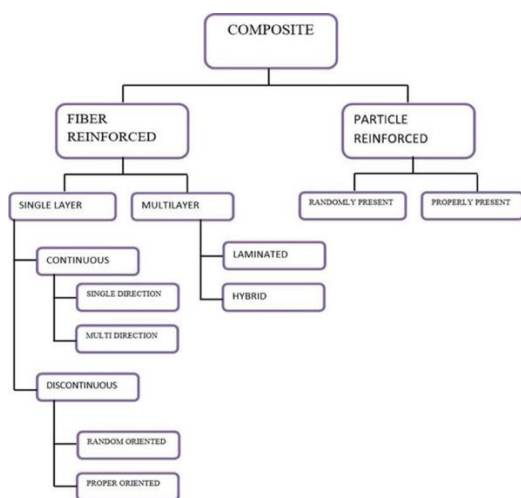 COMPOSITE
FIBER
REINFORCED
PARTICLE
REINFORCED
SINGLE LAYER
MULTILAYER
RANDOMLY PRESENT
PROPERLY PRESENT
CONTINUOUS
LAMINATED
SINGLE DIRECTION
HYBRID
MULTI DIRECTION
DISCONTINUOUS
RANDOM ORIENTED
PROPER ORIENTED